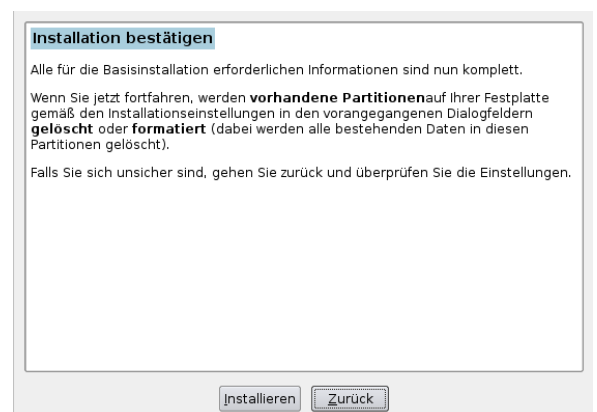 Installation bestätigen
Alle für die Basisinstallation erforderlichen Informationen sind nun komplett.
Wenn Sie jetzt fortfahren, werden vorhandene Partitionenauf Ihrer Festplatte
gemäß den Installationseinstellungen in den vorangegangenen Dialogfeldern
gelöscht oder formatiert (dabei werden alle bestehenden Daten in diesen
Partitionen gelöscht).
Falls Sie sich unsicher sind, gehen Sie zurück und überprüfen Sie die Einstellungen.
Installieren Zurück